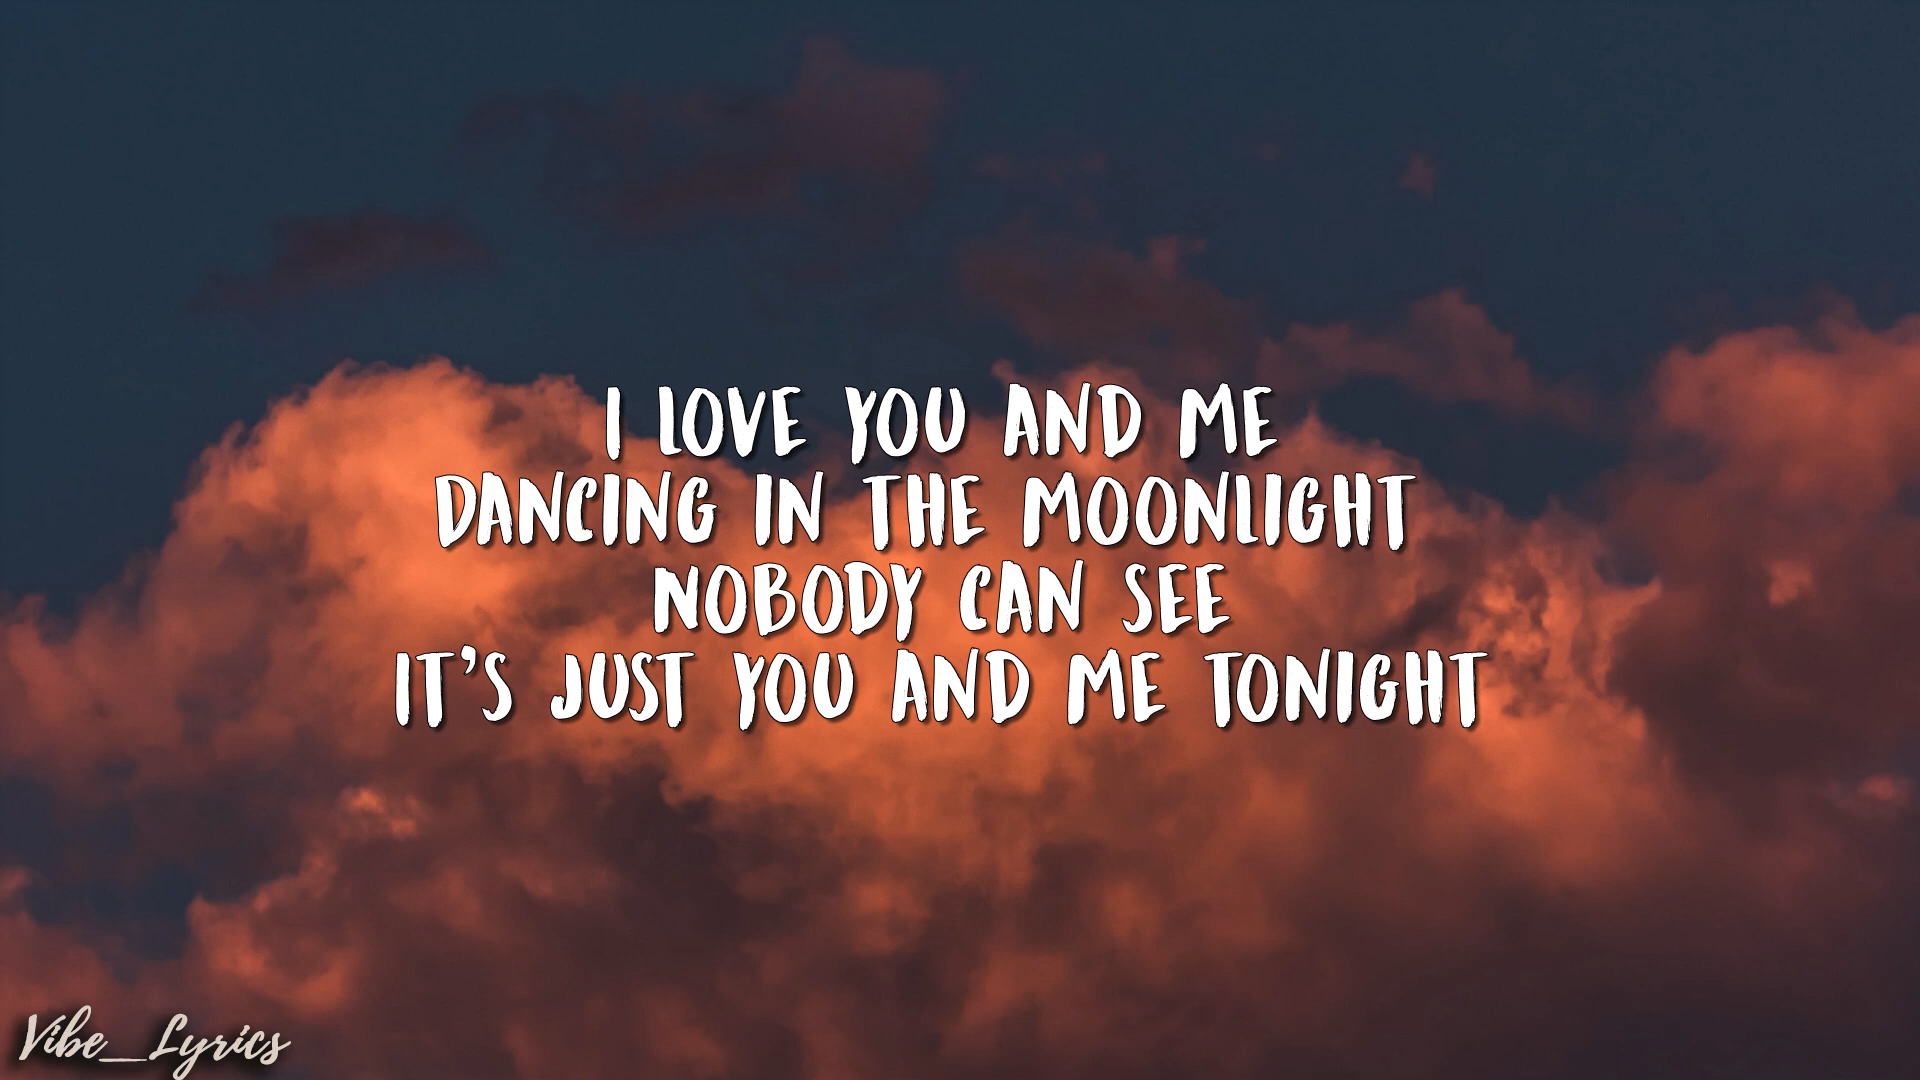 I LOVE YOU AND ME
DANCING IN THE MOONLIGHT
NOBODY CAN SEE
IT'S JUST YOU AND ME TONIGHT
Vibe_Lyrics